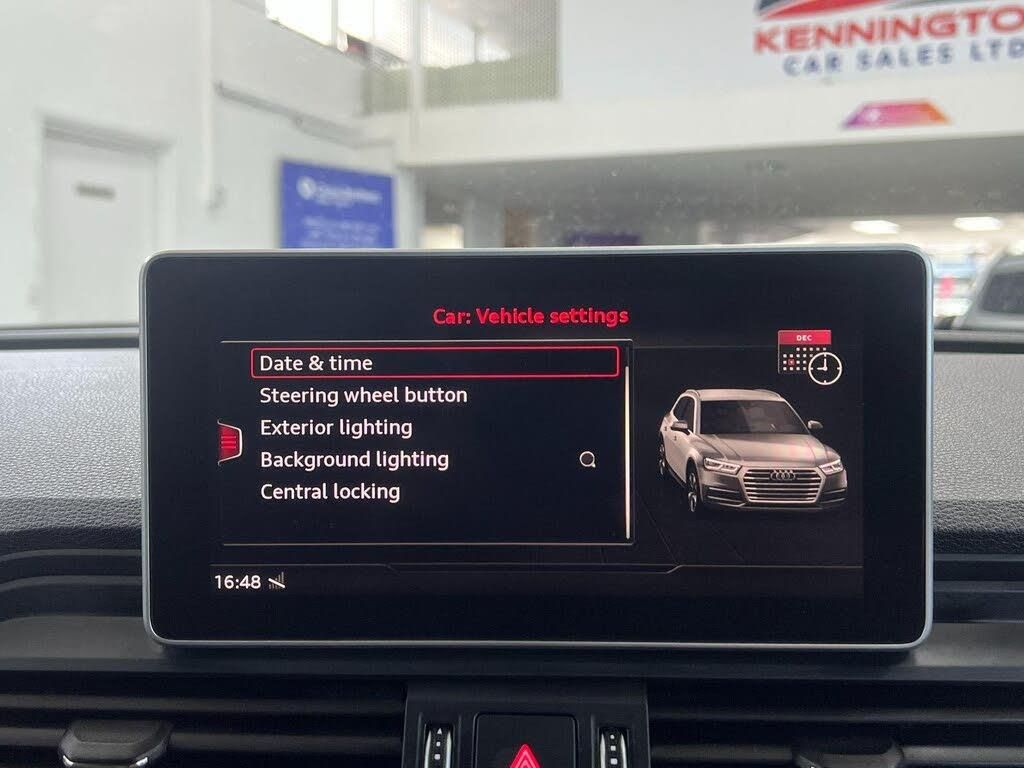 KENNINGTO
CAR SALES LTD
Car: Vehicle settings
DEC
Date & time
Steering wheel button
Exterior lighting
Background lighting
Central locking
16:48